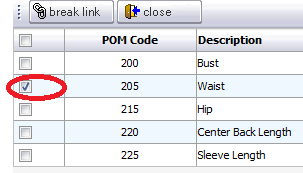 break link close
POM Code Description
200 Bust
205 Waist
215 Hip
220 Center Back Length
225 Sleeve Length